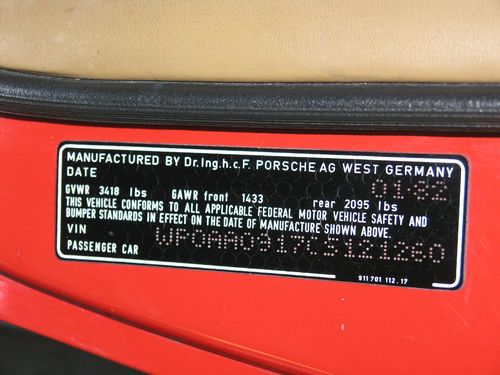 MANUFACTURED BY Dr.Ing.h.c.F. PORSCHE AG WEST GERMANY
DATE 01.82
GVWR 3418 lbs GAWR front 1433 rear 2095 lbs
THIS VEHICLE CONFORMS TO ALL APPLICABLE FEDERAL MOTOR VEHICLE SAFETY AND
BUMPER STANDARDS IN EFFECT ON THE DATE OF MANUFACTURE SHOWN ABOVE.
VIN WP0AA0917CS121260
PASSENGER CAR
911 701 112.17